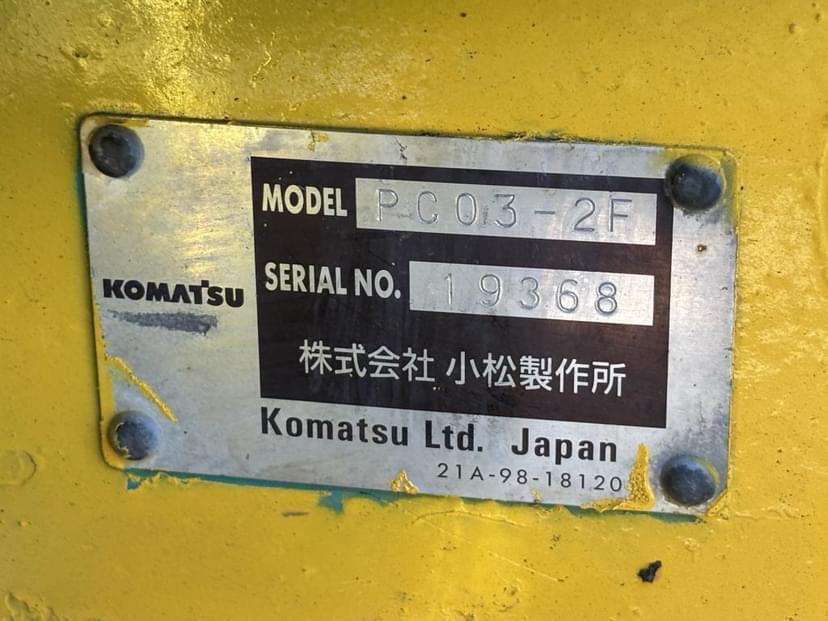 MODEL PC03-2F
SERIAL NO. 19368
KOMATSU
株式会社 小松製作所
Komatsu Ltd. Japan
21A-98-18120